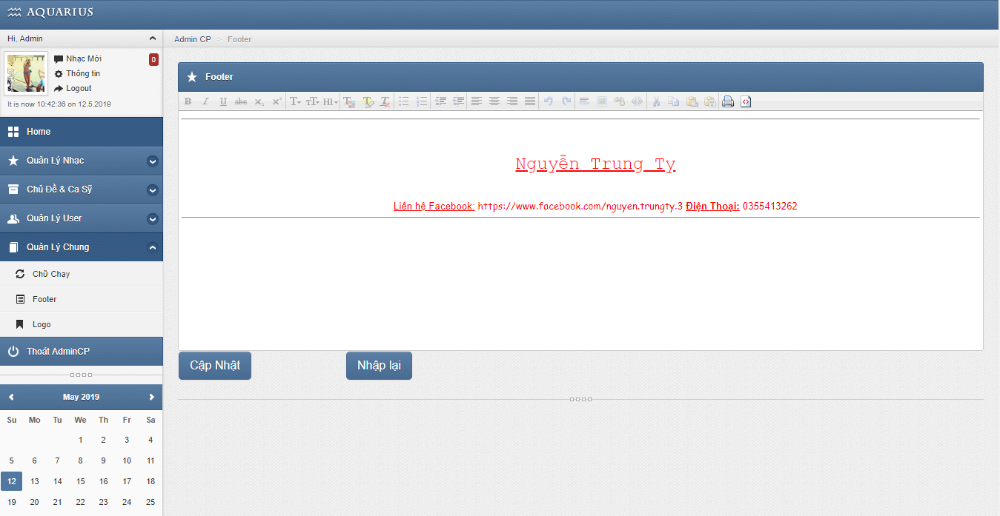 AQUARIUS
Hi, Admin
Admin CP > Footer
Nhạc Mới
0
Thông tin
Logout
It is now 10:42:36 on 12.5.2019
Home
Quản Lý Nhạc
Chủ Đề & Ca Sỹ
Quản Lý User
Quản Lý Chung
Chữ Chạy
Footer
Logo
Thoát AdminCP
May 2019
Su Mo Tu We Th Fr Sa
1 2 3 4
5 6 7 8 9 10 11
12 13 14 15 16 17 18
19 20 21 22 23 24 25
Footer
B I U abc X₂ X² T T HI T T
Nguyễn Trung Ty
Liên hệ Facebook: https://www.facebook.com/nguyen.trungty.3 Điện Thoại: 0355413262
Cập Nhật
Nhập lại